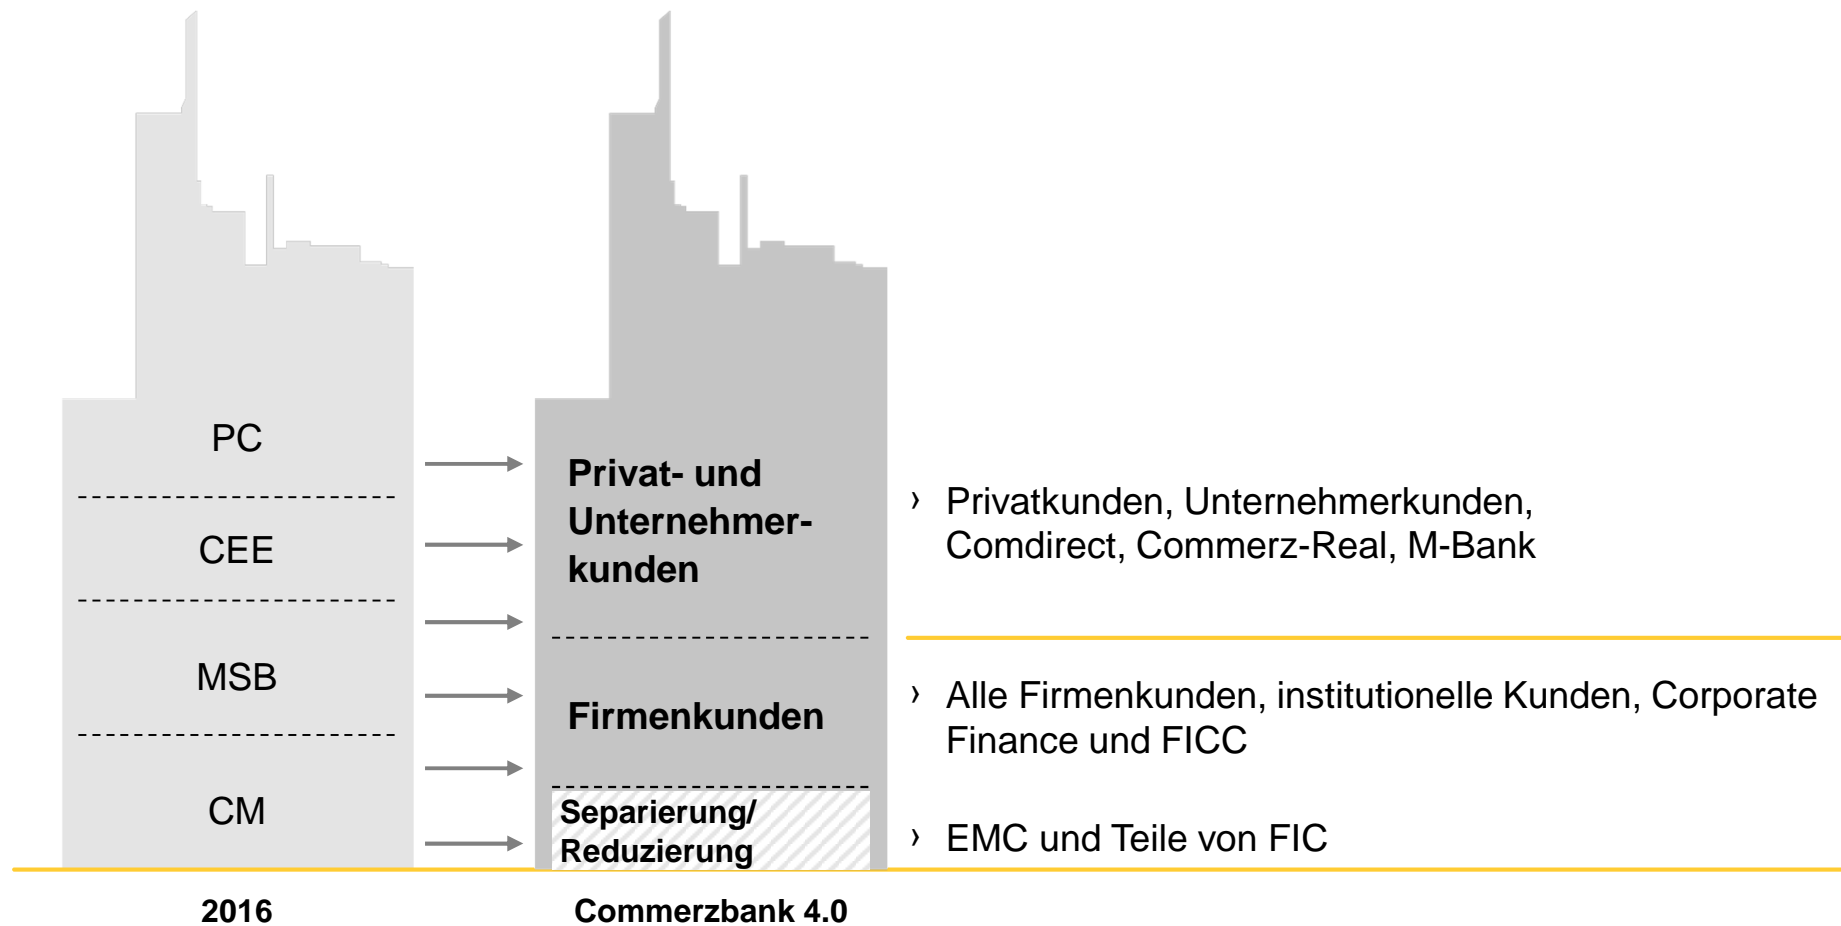 PC
CEE
MSB
CM
2016
Privat- und
Unternehmer-
kunden
Firmenkunden
Separierung/
Reduzierung
Commerzbank 4.0
› Privatkunden, Unternehmerkunden,
Comdirect, Commerz-Real, M-Bank
› Alle Firmenkunden, institutionelle Kunden, Corporate
Finance und FICC
› EMC und Teile von FIC